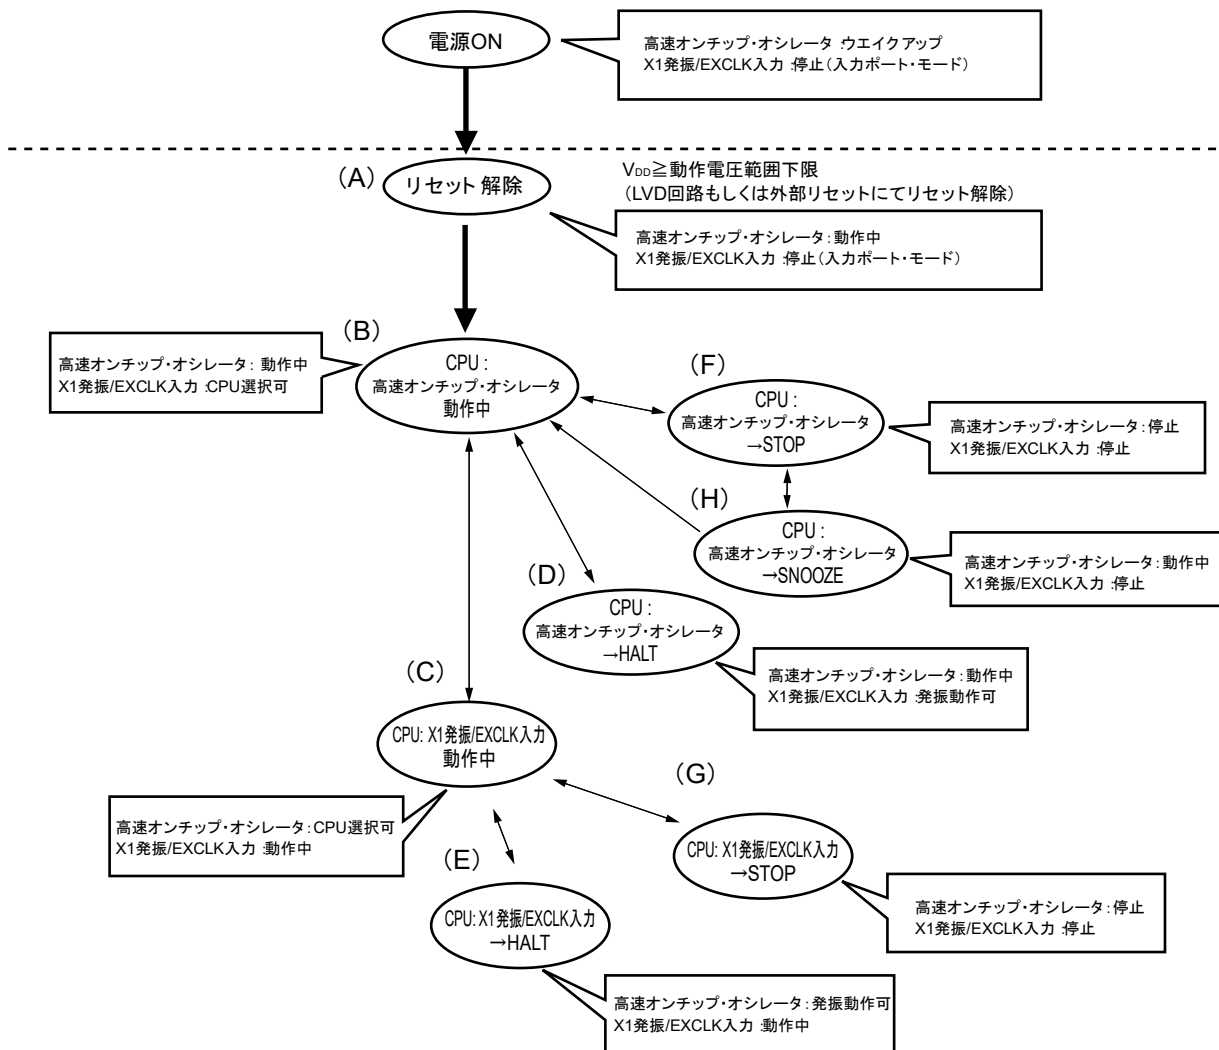 電源ON
高速オンチップ・オシレータ :ウエイクアップ
X1発振/EXCLK入力 :停止(入力ポート・モード)
(A)
リセット 解除
VDD≧動作電圧範囲下限
(LVD回路もしくは外部リセットにてリセット解除)
高速オンチップ・オシレータ:動作中
X1発振/EXCLK入力 :停止(入力ポート・モード)
(B)
高速オンチップ・オシレータ: 動作中
X1発振/EXCLK入力 :CPU選択可
CPU :
高速オンチップ・オシレータ
動作中
(F)
CPU :
高速オンチップ・オシレータ
→STOP
高速オンチップ・オシレータ:停止
X1発振/EXCLK入力 :停止
(H)
CPU :
高速オンチップ・オシレータ
→SNOOZE
高速オンチップ・オシレータ:動作中
X1発振/EXCLK入力 :停止
(D)
CPU :
高速オンチップ・オシレータ
→HALT
高速オンチップ・オシレータ:動作中
X1発振/EXCLK入力 :発振動作可
(C)
CPU: X1発振/EXCLK入力
動作中
高速オンチップ・オシレータ:CPU選択可
X1発振/EXCLK入力 :動作中
(G)
CPU: X1発振/EXCLK入力
→STOP
高速オンチップ・オシレータ:停止
X1発振/EXCLK入力 :停止
(E)
CPU: X1発振/EXCLK入力
→HALT
高速オンチップ・オシレータ:発振動作可
X1発振/EXCLK入力 :動作中